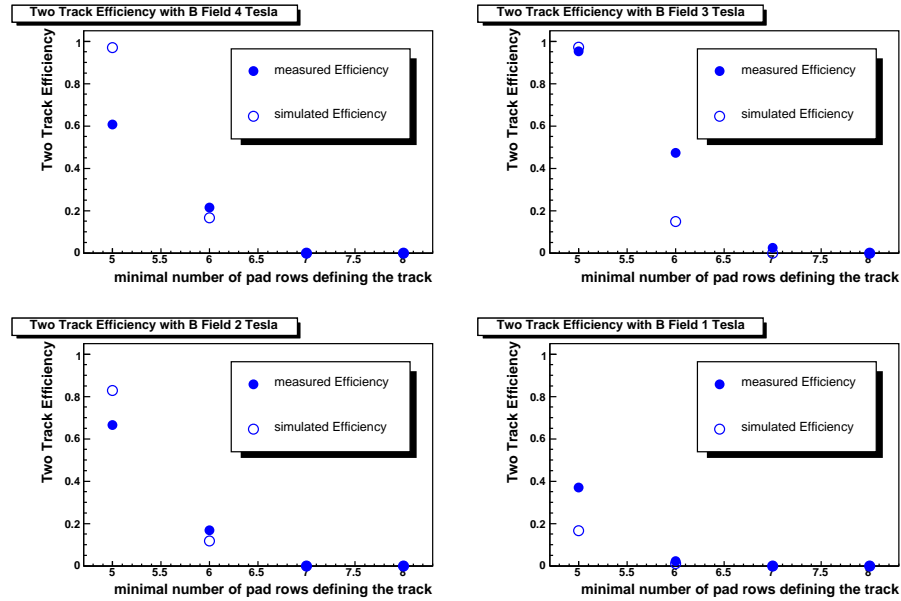 Two Track Efficiency with B Field 4 Tesla
Two Track Efficiency
1
0.8
0.6
0.4
0.2
0
measured Efficiency
simulated Efficiency
5 5.5 6 6.5 7 7.5 8
minimal number of pad rows defining the track
Two Track Efficiency with B Field 3 Tesla
Two Track Efficiency
1
0.8
0.6
0.4
0.2
0
measured Efficiency
simulated Efficiency
5 5.5 6 6.5 7 7.5 8
minimal number of pad rows defining the track
Two Track Efficiency with B Field 2 Tesla
Two Track Efficiency
1
0.8
0.6
0.4
0.2
0
measured Efficiency
simulated Efficiency
5 5.5 6 6.5 7 7.5 8
minimal number of pad rows defining the track
Two Track Efficiency with B Field 1 Tesla
Two Track Efficiency
1
0.8
0.6
0.4
0.2
0
measured Efficiency
simulated Efficiency
5 5.5 6 6.5 7 7.5 8
minimal number of pad rows defining the track